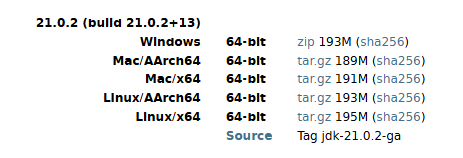 21.0.2 (build 21.0.2+13)
Windows 64-bit zip 193M (sha256)
Mac/AArch64 64-bit tar.gz 189M (sha256)
Mac/x64 64-bit tar.gz 191M (sha256)
Linux/AArch64 64-bit tar.gz 193M (sha256)
Linux/x64 64-bit tar.gz 195M (sha256)
Source Tag jdk-21.0.2-ga